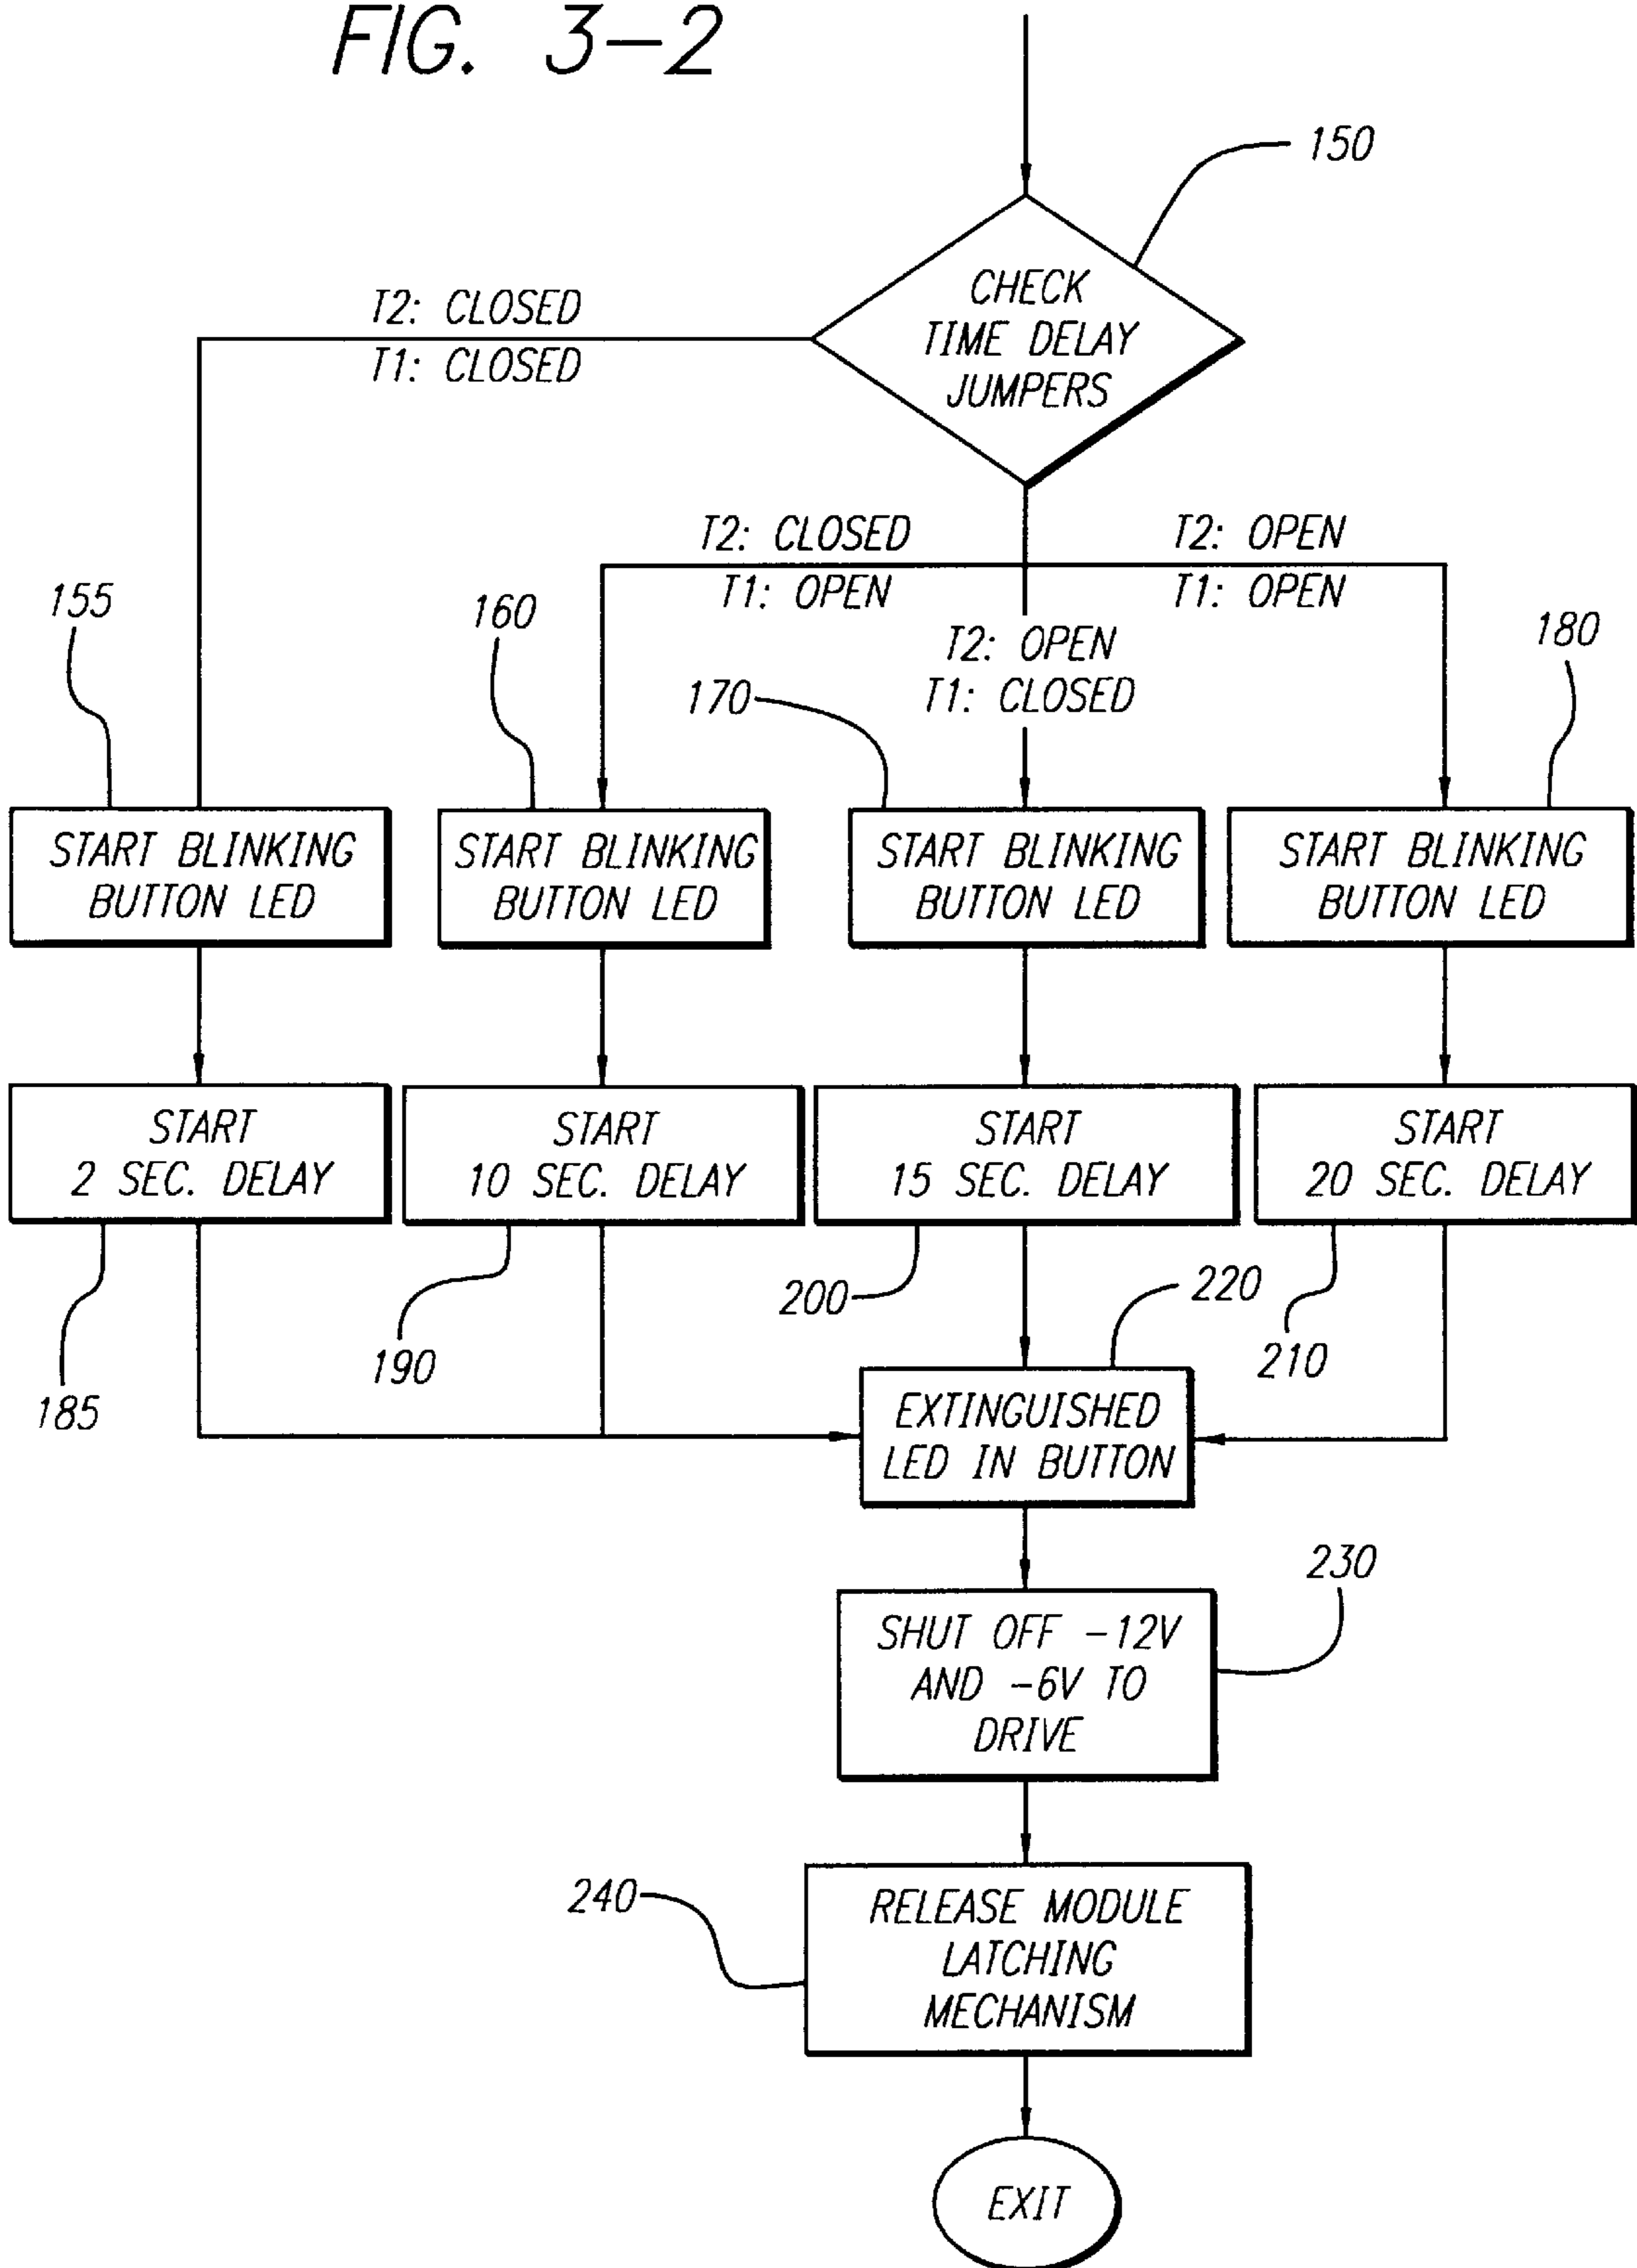 FIG. 3-2
150
CHECK
TIME DELAY
JUMPERS
T2: CLOSED
T1: CLOSED
T2: CLOSED
T1: OPEN
T2: OPEN
T1: OPEN
T2: OPEN
T1: CLOSED
155
160
170
180
START BLINKING
BUTTON LED
START BLINKING
BUTTON LED
START BLINKING
BUTTON LED
START BLINKING
BUTTON LED
START
2 SEC. DELAY
START
10 SEC. DELAY
START
15 SEC. DELAY
START
20 SEC. DELAY
185
190
200
220
210
EXTINGUISHED
LED IN BUTTON
230
SHUT OFF -12V
AND -6V TO
DRIVE
240
RELEASE MODULE
LATCHING
MECHANISM
EXIT